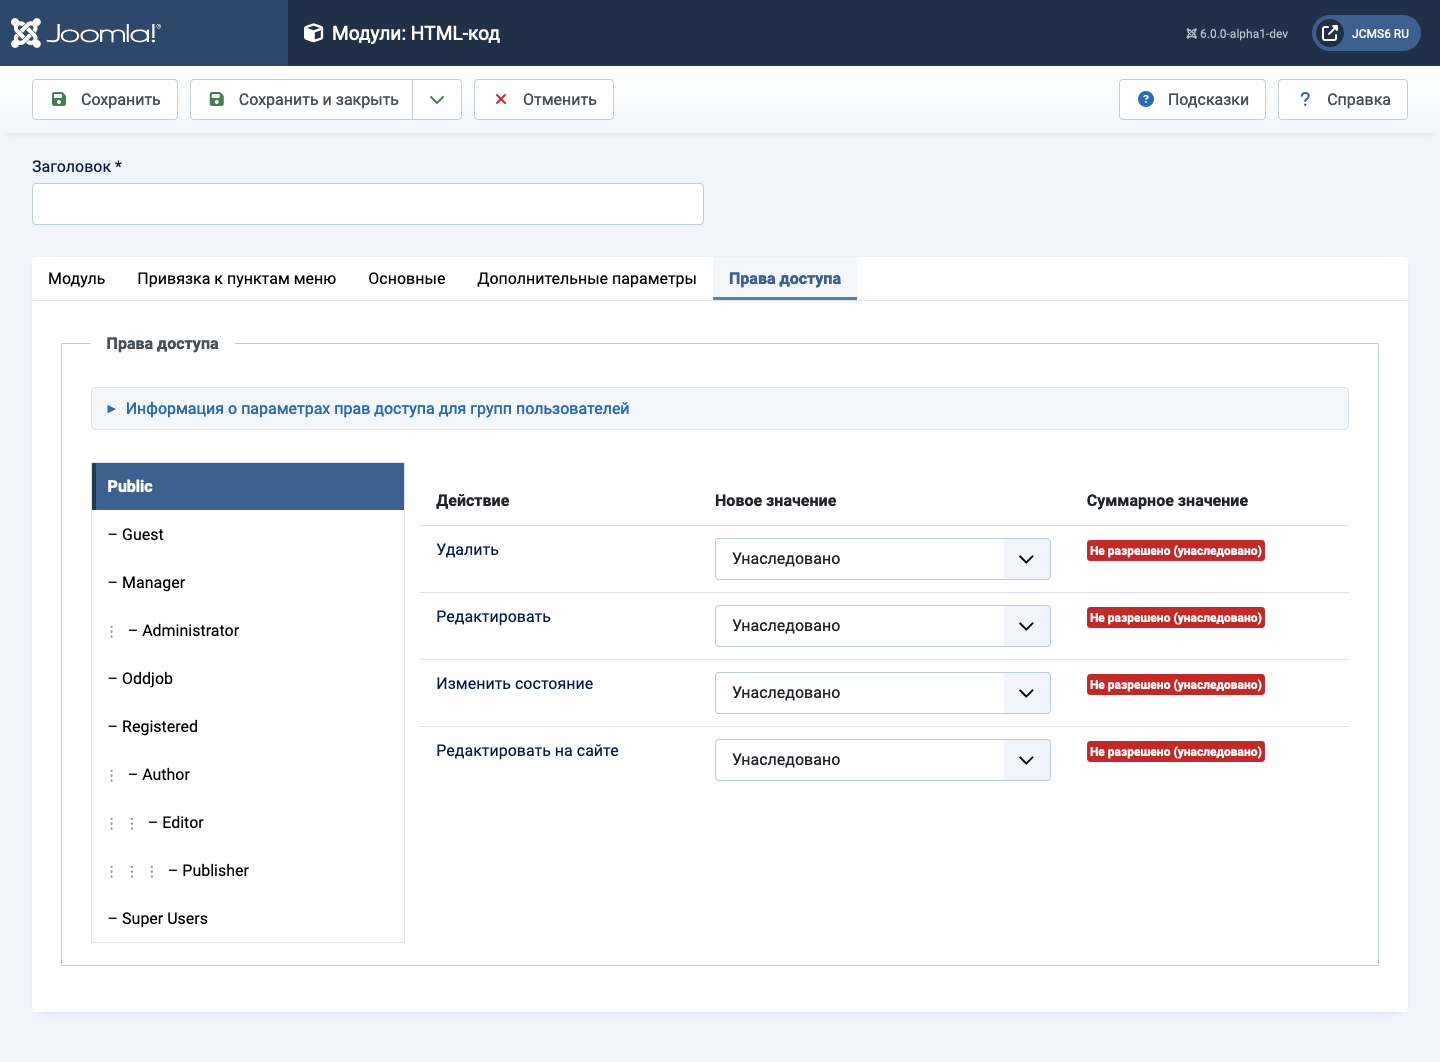 Joomla!®
Модули: HTML-код
6.0.0-alpha1-dev
JCMS6 RU
Сохранить
Сохранить и закрыть
Отменить
Подсказки
? Справка
Заголовок *
Модуль
Привязка к пунктам меню
Основные
Дополнительные параметры
Права доступа
Права доступа
Информация о параметрах прав доступа для групп пользователей
Public
– Guest
– Manager
– Administrator
– Oddjob
– Registered
– Author
– Editor
– Publisher
– Super Users
Действие Новое значение Суммарное значение
Удалить Унаследовано Не разрешено (унаследовано)
Редактировать Унаследовано Не разрешено (унаследовано)
Изменить состояние Унаследовано Не разрешено (унаследовано)
Редактировать на сайте Унаследовано Не разрешено (унаследовано)